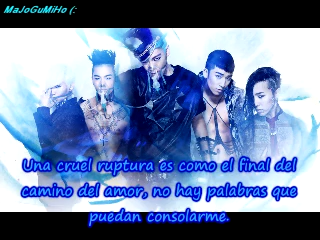 MaJoGuMiHo (:
Una cruel ruptura es como el final del
camino del amor, no hay palabras que
puedan consolarme.